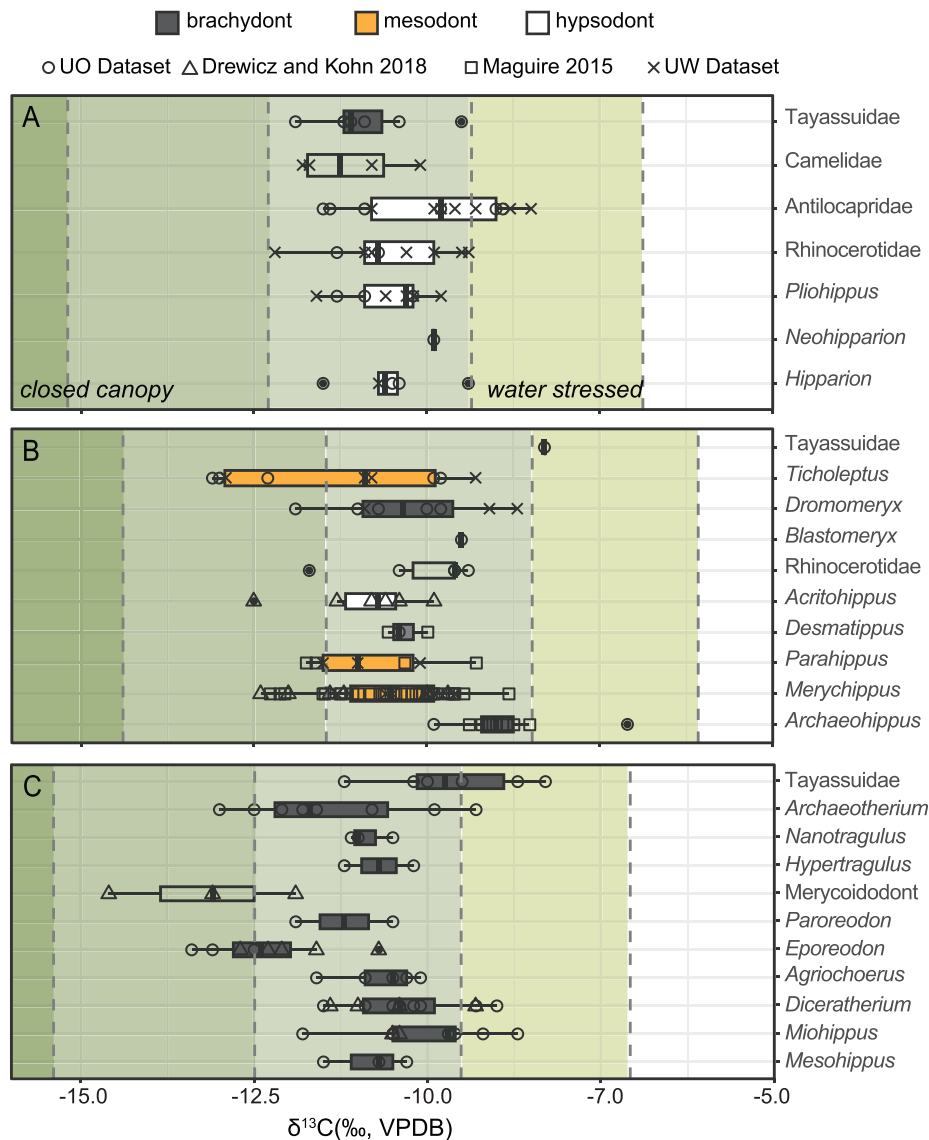 brachydont mesodont hypsodont
UO Dataset Drewicz and Kohn 2018 Maguire 2015 UW Dataset
A
Tayassuidae
Camelidae
Antilocapridae
Rhinocerotidae
Pliohippus
Neohipparion
Hipparion
closed canopy water stressed
B
Tayassuidae
Ticholeptus
Dromomeryx
Blastomeryx
Rhinocerotidae
Acritohippus
Desmatippus
Parahippus
Merychippus
Archaeohippus
C
Tayassuidae
Archaeotherium
Nanotragulus
Hypertragulus
Merycoidodont
Paroreodon
Eporeodon
Agriochoerus
Diceratherium
Miohippus
Mesohippus
-15.0 -12.5 -10.0 -7.0 -5.0
δ¹³C(‰, VPDB)